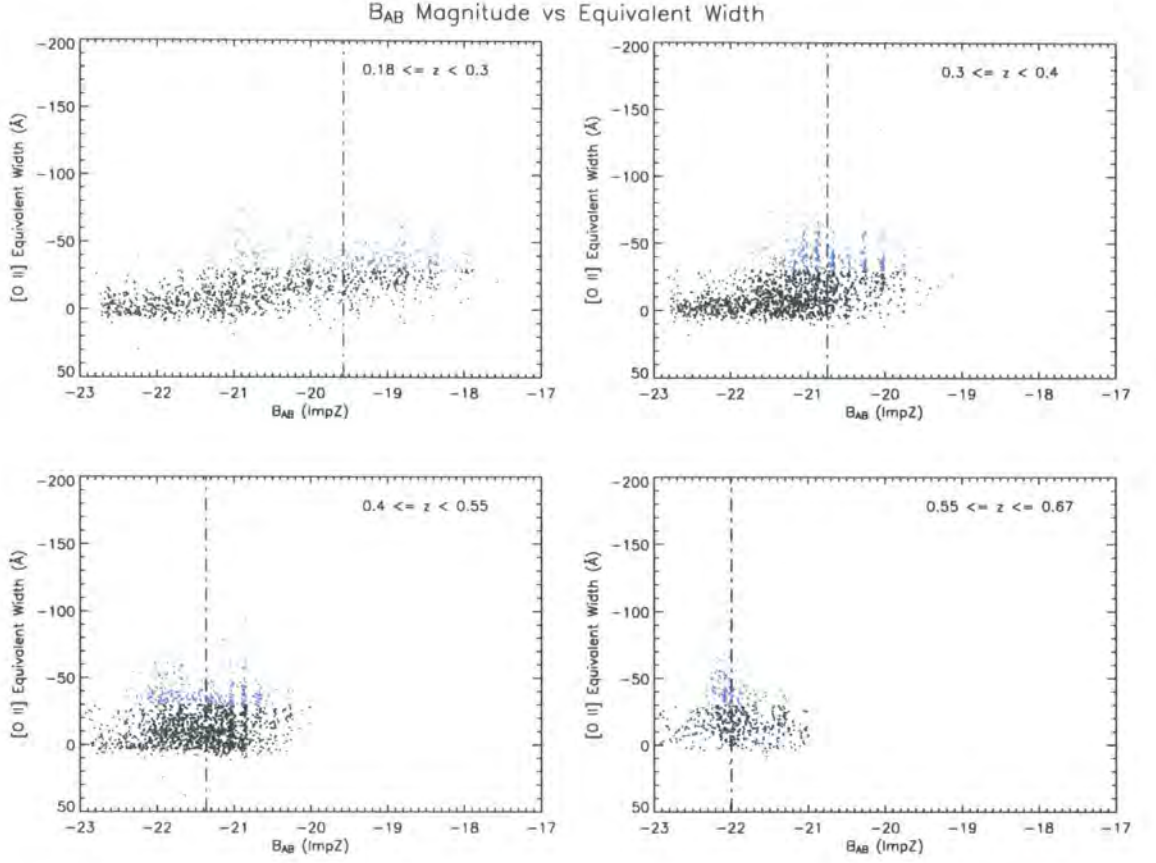 B_AB Magnitude vs Equivalent Width
-200
-150
-100
-50
0
50
[O II] Equivalent Width (Å)
0.18 <= z < 0.3
-23 -22 -21 -20 -19 -18 -17
B_AB (ImpZ)
-200
-150
-100
-50
0
50
[O II] Equivalent Width (Å)
0.3 <= z < 0.4
-23 -22 -21 -20 -19 -18 -17
B_AB (ImpZ)
-200
-150
-100
-50
0
50
[O II] Equivalent Width (Å)
0.4 <= z < 0.55
-23 -22 -21 -20 -19 -18 -17
B_AB (ImpZ)
-200
-150
-100
-50
0
50
[O II] Equivalent Width (Å)
0.55 <= z <= 0.67
-23 -22 -21 -20 -19 -18 -17
B_AB (ImpZ)